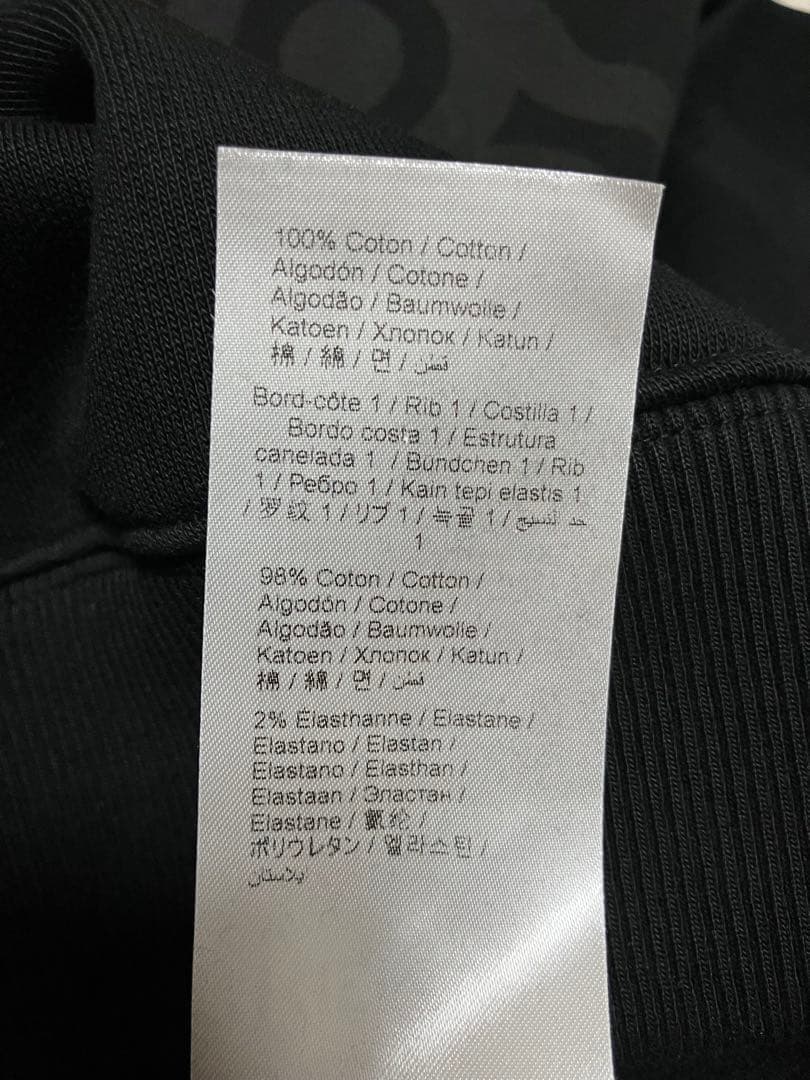 100% Coton / Cotton /
Algodón / Cotone /
Algodão / Baumwolle /
Katoen / Хлопок / Katun /
棉 / 綿 / 면 / قطن
Bord-côte 1 / Rib 1 / Costilla 1 /
Bordo costa 1 / Estrutura
canelada 1 / Bündchen 1 / Rib
1 / Ребро 1 / Kain tepi elastis 1
/ 罗纹 1 / リブ 1 / 늑골 1 / حد النسيج
1
98% Coton / Cotton /
Algodón / Cotone /
Algodão / Baumwolle /
Katoen / Хлопок / Katun /
棉 / 綿 / 면 / قطن
2% Élasthanne / Elastane /
Elastano / Elastan /
Elastano / Elasthan /
Elastaan / Эластан /
Elastane / 氨纶 /
ポリウレタン / 엘라스틴 /